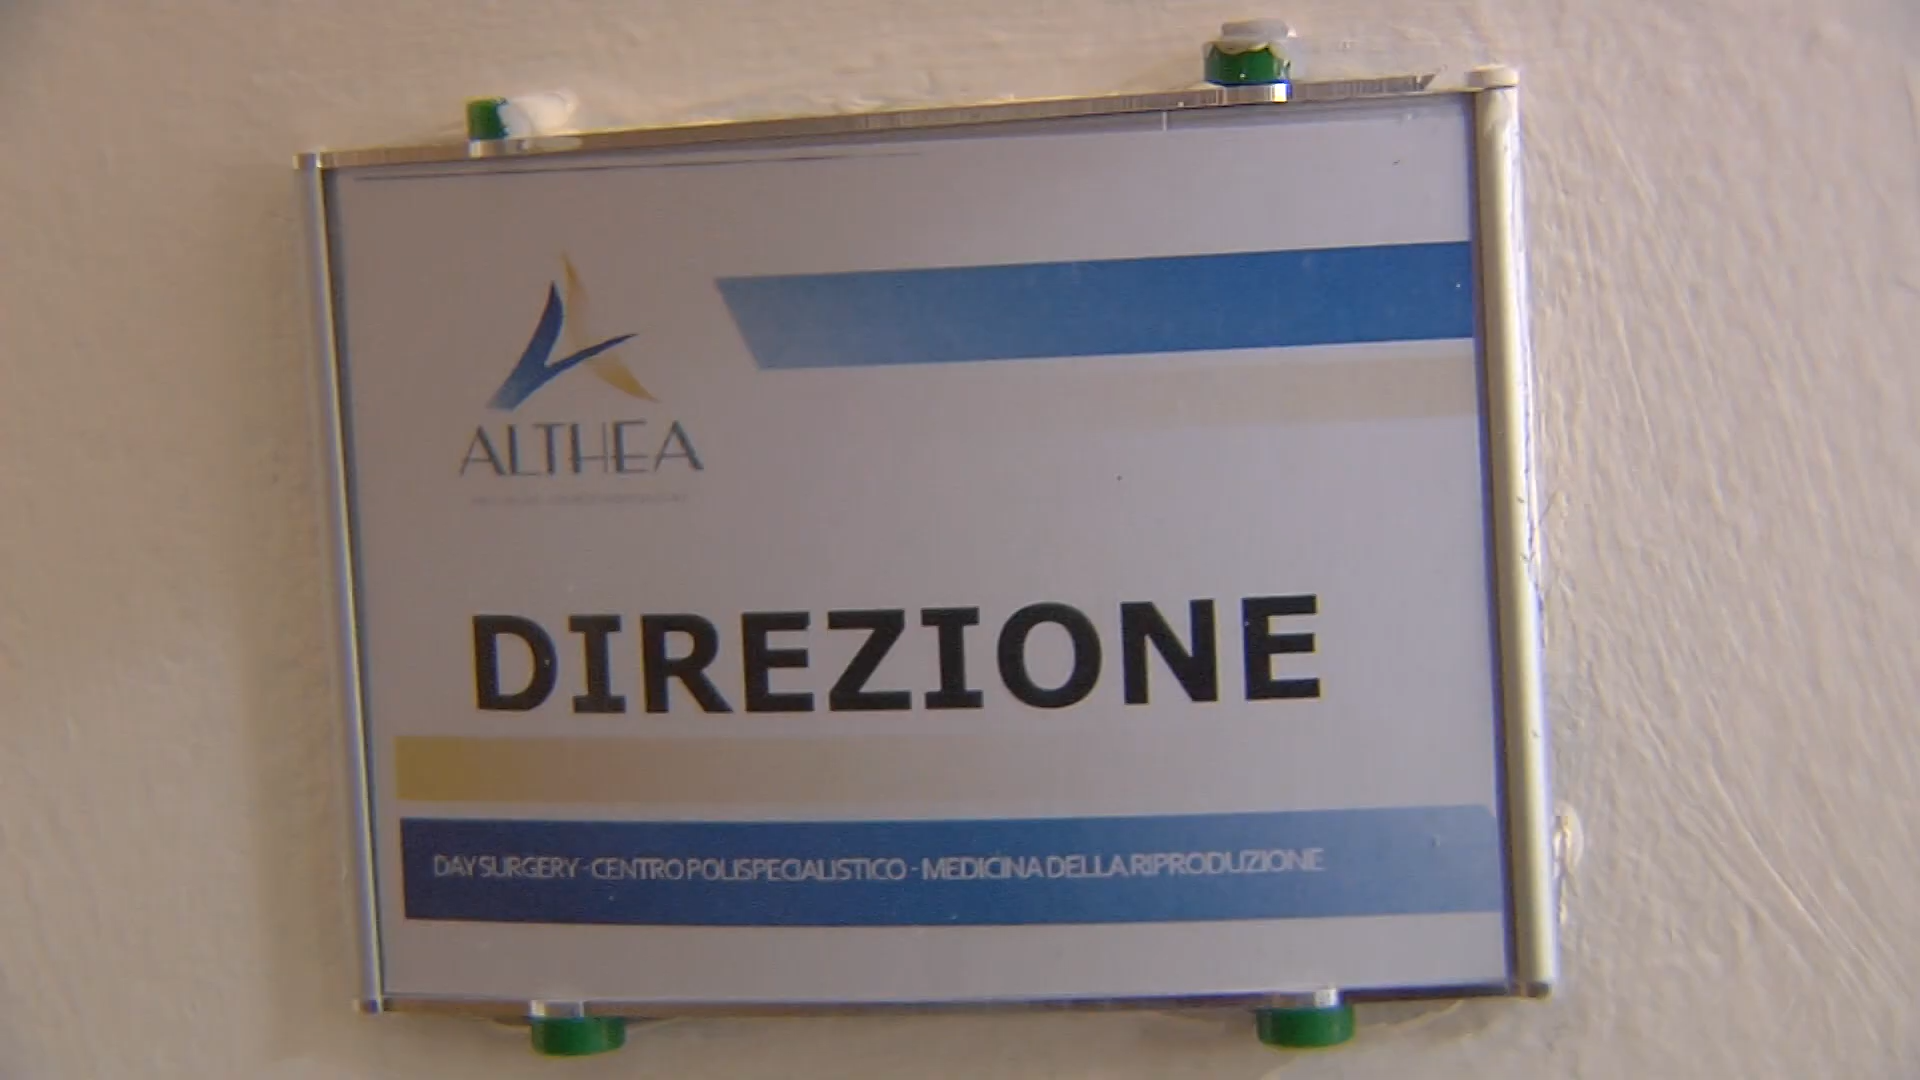 ALTHEA
DIREZIONE
DAY SURGERY - CENTRO POLISPECIALISTICO - MEDICINA DELLA RIPRODUZIONE